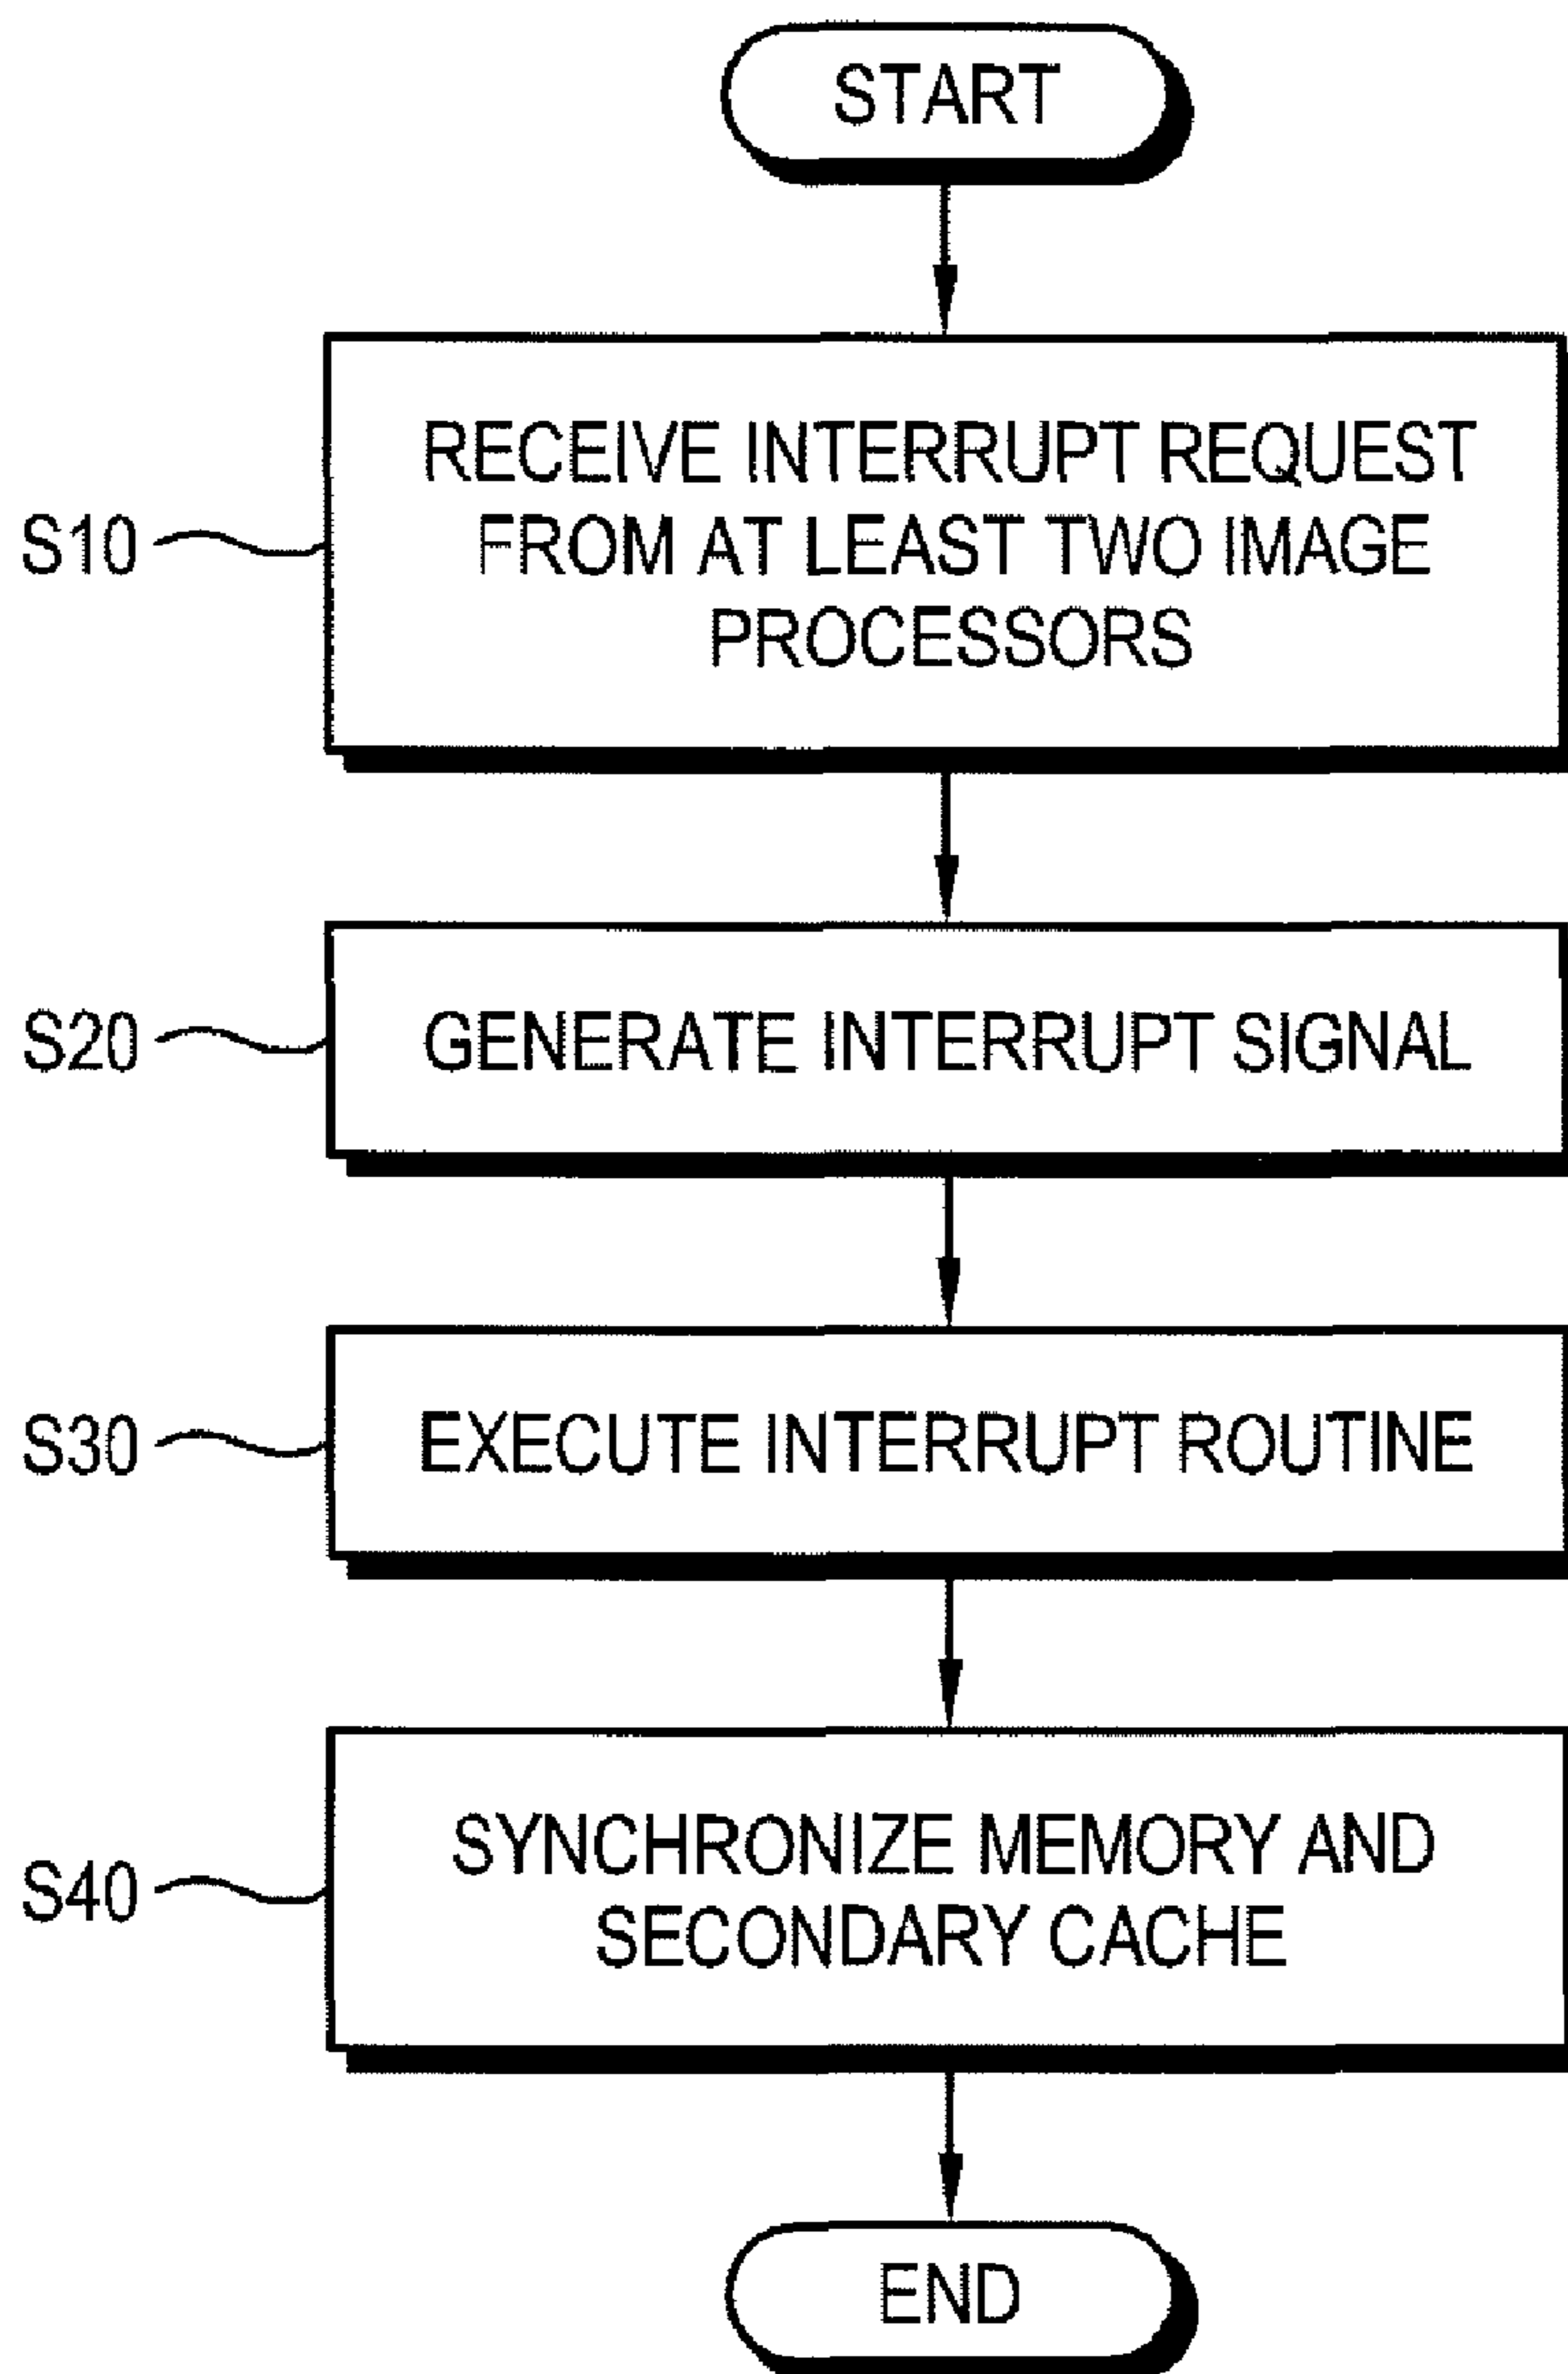 START
RECEIVE INTERRUPT REQUEST
FROM AT LEAST TWO IMAGE
PROCESSORS
S10
GENERATE INTERRUPT SIGNAL
S20
EXECUTE INTERRUPT ROUTINE
S30
SYNCHRONIZE MEMORY AND
SECONDARY CACHE
S40
END